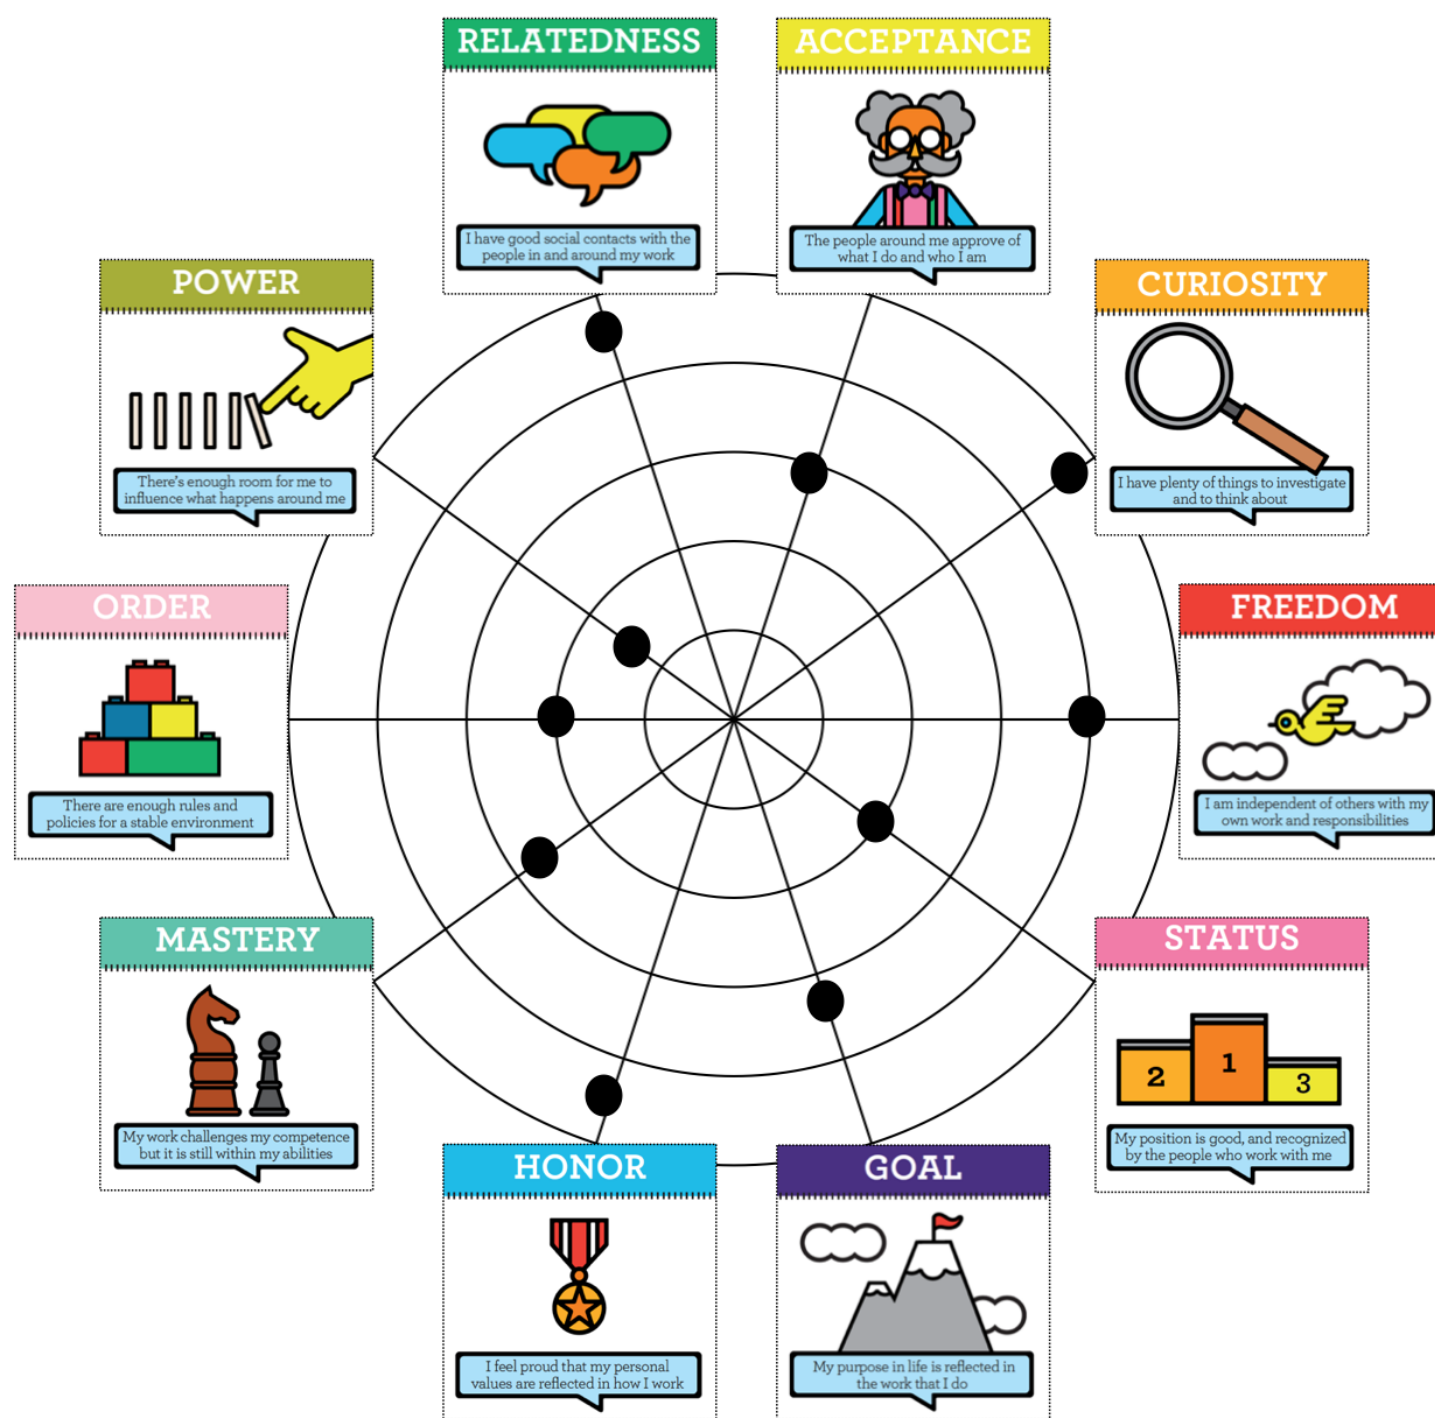 RELATEDNESS
I have good social contacts with the
people in and around my work
ACCEPTANCE
The people around me approve of
what I do and who I am
POWER
There's enough room for me to
influence what happens around me
CURIOSITY
I have plenty of things to investigate
and to think about
ORDER
There are enough rules and
policies for a stable environment
FREEDOM
I am independent of others with my
own work and responsibilities
MASTERY
My work challenges my competence
but it is still within my abilities
STATUS
2
1
3
My position is good, and recognized
by the people who work with me
HONOR
I feel proud that my personal
values are reflected in how I work
GOAL
My purpose in life is reflected in
the work that I do